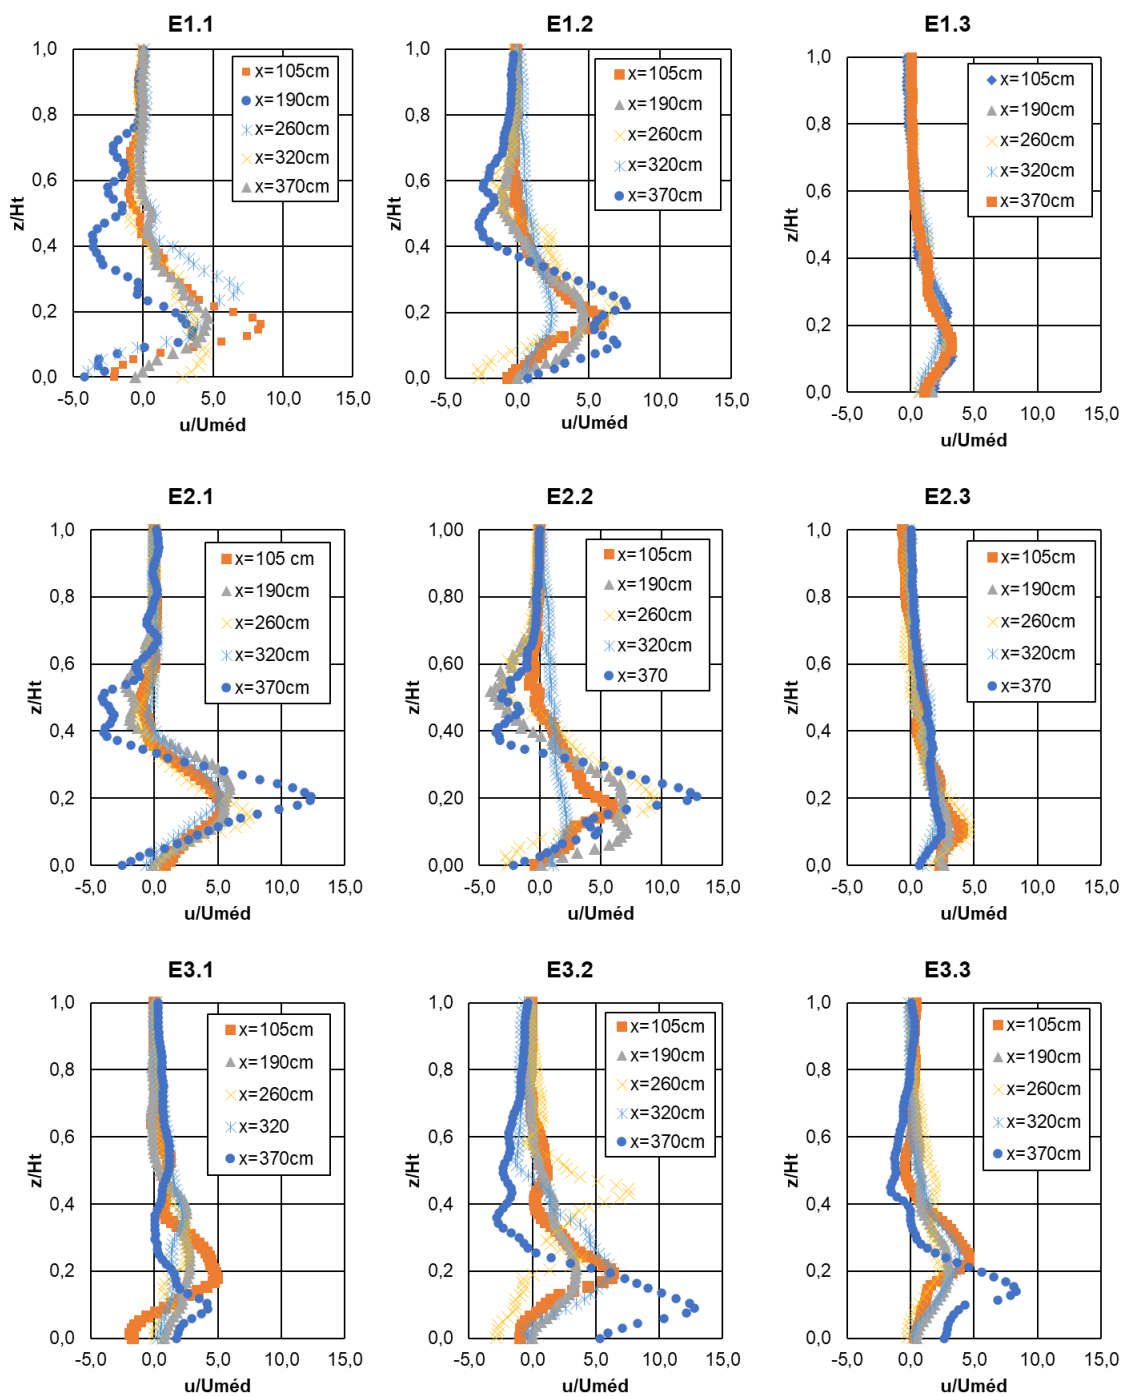 E1.1
1,0
0,8
0,6
0,4
0,2
0,0
z/Ht
-5,0 0,0 5,0 10,0 15,0
u/Uméd
x=105cm
x=190cm
x=260cm
x=320cm
x=370cm
E1.2
1,0
0,8
0,6
0,4
0,2
0,0
z/Ht
-5,0 0,0 5,0 10,0 15,0
u/Uméd
x=105cm
x=190cm
x=260cm
x=320cm
x=370cm
E1.3
1,0
0,8
0,6
0,4
0,2
0,0
z/Ht
-5,0 0,0 5,0 10,0 15,0
u/Uméd
x=105cm
x=190cm
x=260cm
x=320cm
x=370cm
E2.1
1,0
0,8
0,6
0,4
0,2
0,0
z/Ht
-5,0 0,0 5,0 10,0 15,0
u/Uméd
x=105 cm
x=190cm
x=260cm
x=320cm
x=370cm
E2.2
1,00
0,80
0,60
0,40
0,20
0,00
z/Ht
-5,0 0,0 5,0 10,0 15,0
u/Uméd
x=105cm
x=190cm
x=260cm
x=320cm
x=370
E2.3
1,0
0,8
0,6
0,4
0,2
0,0
z/Ht
-5,0 0,0 5,0 10,0 15,0
u/Uméd
x=105cm
x=190cm
x=260cm
x=320cm
x=370
E3.1
1,0
0,8
0,6
0,4
0,2
0,0
z/Ht
-5,0 0,0 5,0 10,0 15,0
u/Uméd
x=105cm
x=190cm
x=260cm
x=320
x=370cm
E3.2
1,0
0,8
0,6
0,4
0,2
0,0
z/Ht
-5,0 0,0 5,0 10,0 15,0
u/Uméd
x=105cm
x=190cm
x=260cm
x=320cm
x=370cm
E3.3
1,0
0,8
0,6
0,4
0,2
0,0
z/Ht
-5,0 0,0 5,0 10,0 15,0
u/Uméd
x=105cm
x=190cm
x=260cm
x=320cm
x=370cm